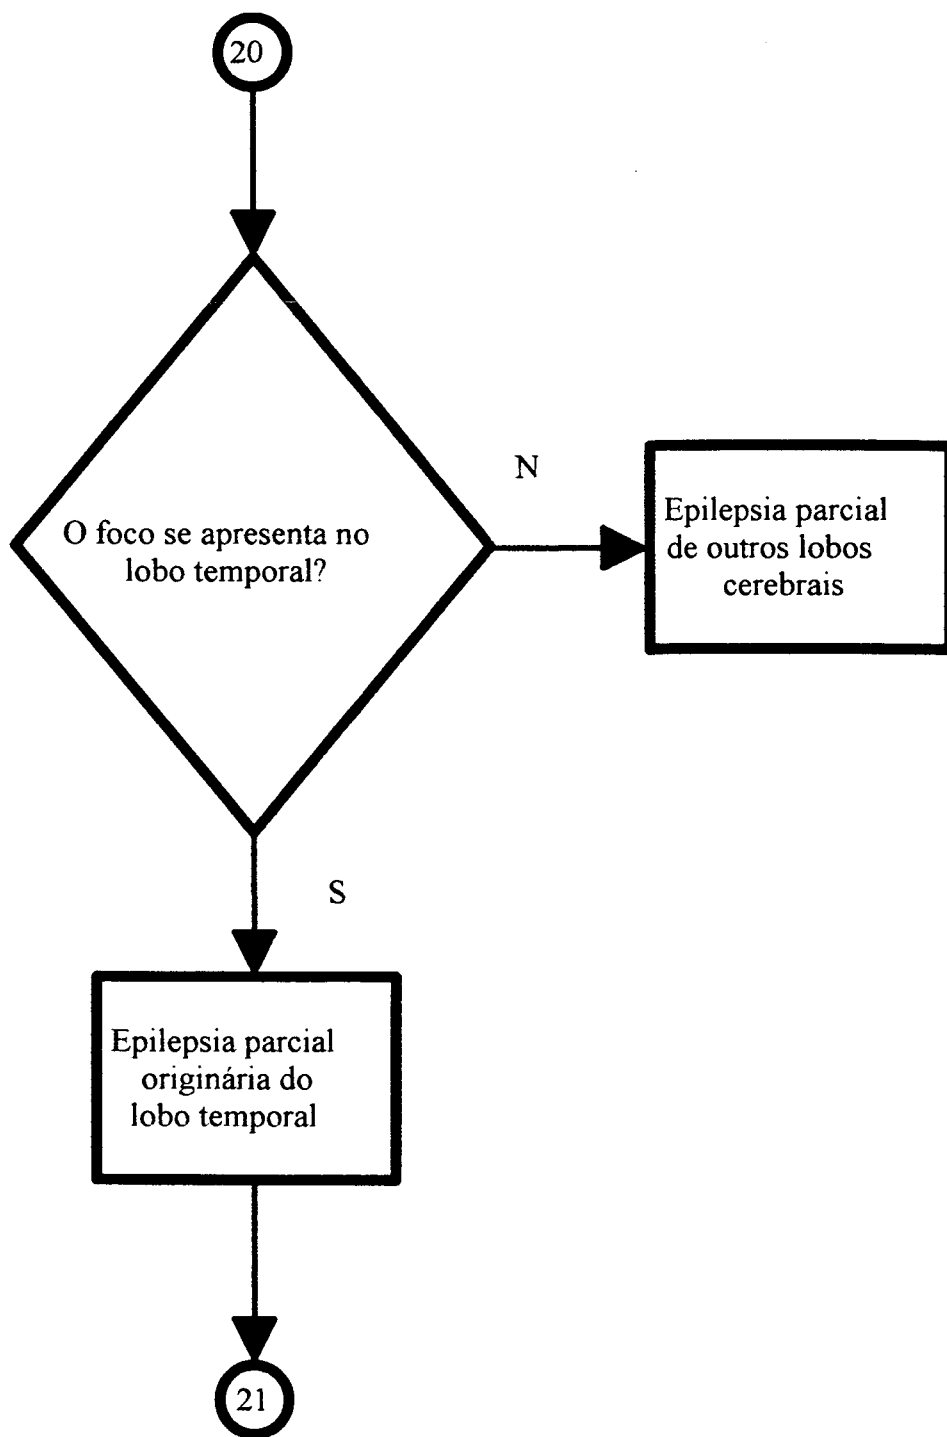 20
O foco se apresenta no
lobo temporal?
N
Epilepsia parcial
de outros lobos
cerebrais
S
Epilepsia parcial
originária do
lobo temporal
21